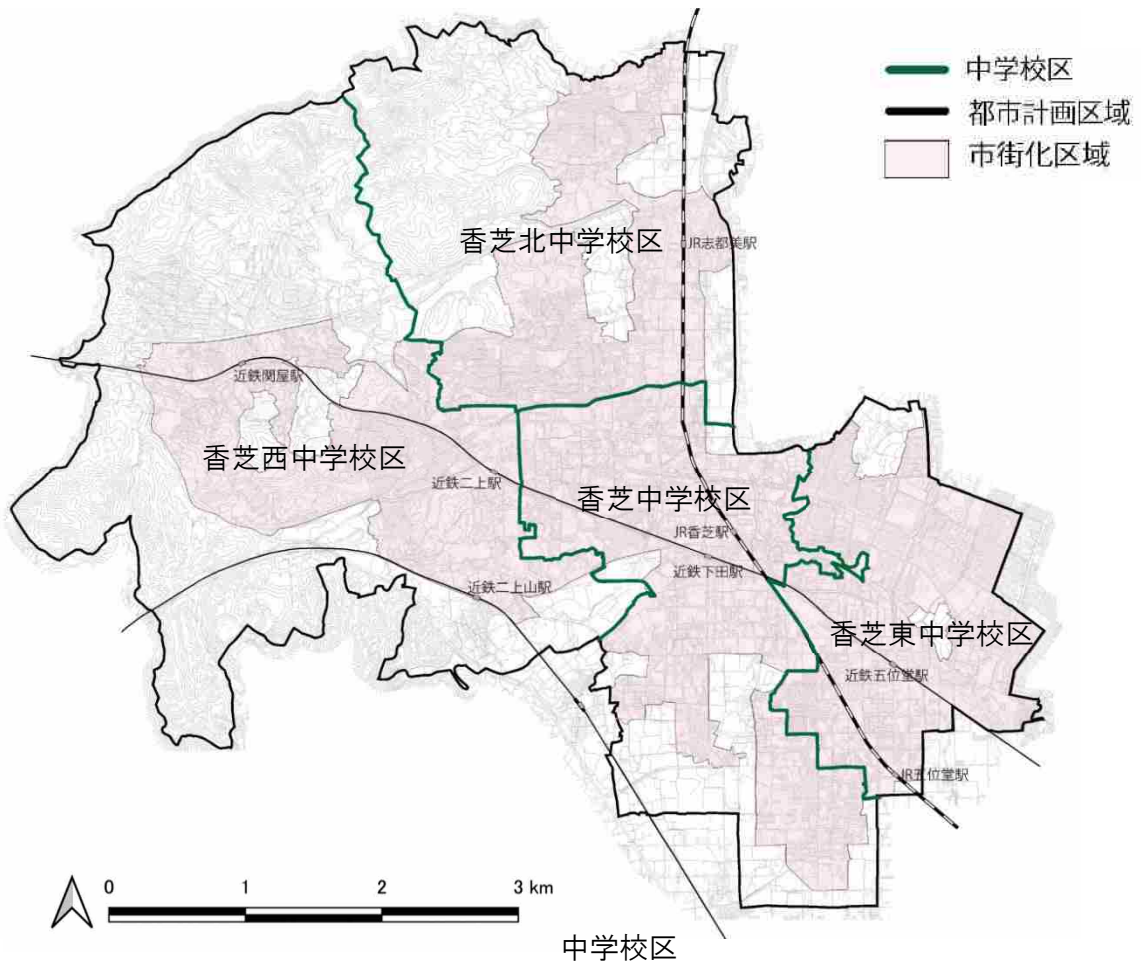 中学校区
都市計画区域
市街化区域
香芝北中学校区
JR志都美駅
近鉄関屋駅
香芝西中学校区
近鉄二上駅
香芝中学校区
JR香芝駅
近鉄下田駅
近鉄二上山駅
香芝東中学校区
近鉄五位堂駅
JR五位堂駅
0 1 2 3 km
中学校区